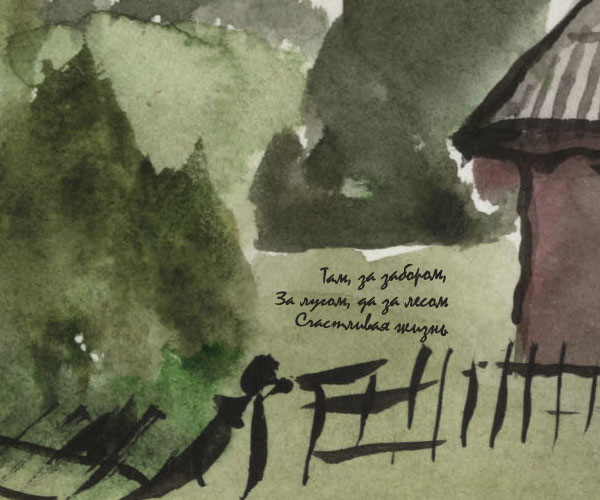 Там, за забором,
За лугом, да за лесом
Счастливая жизнь